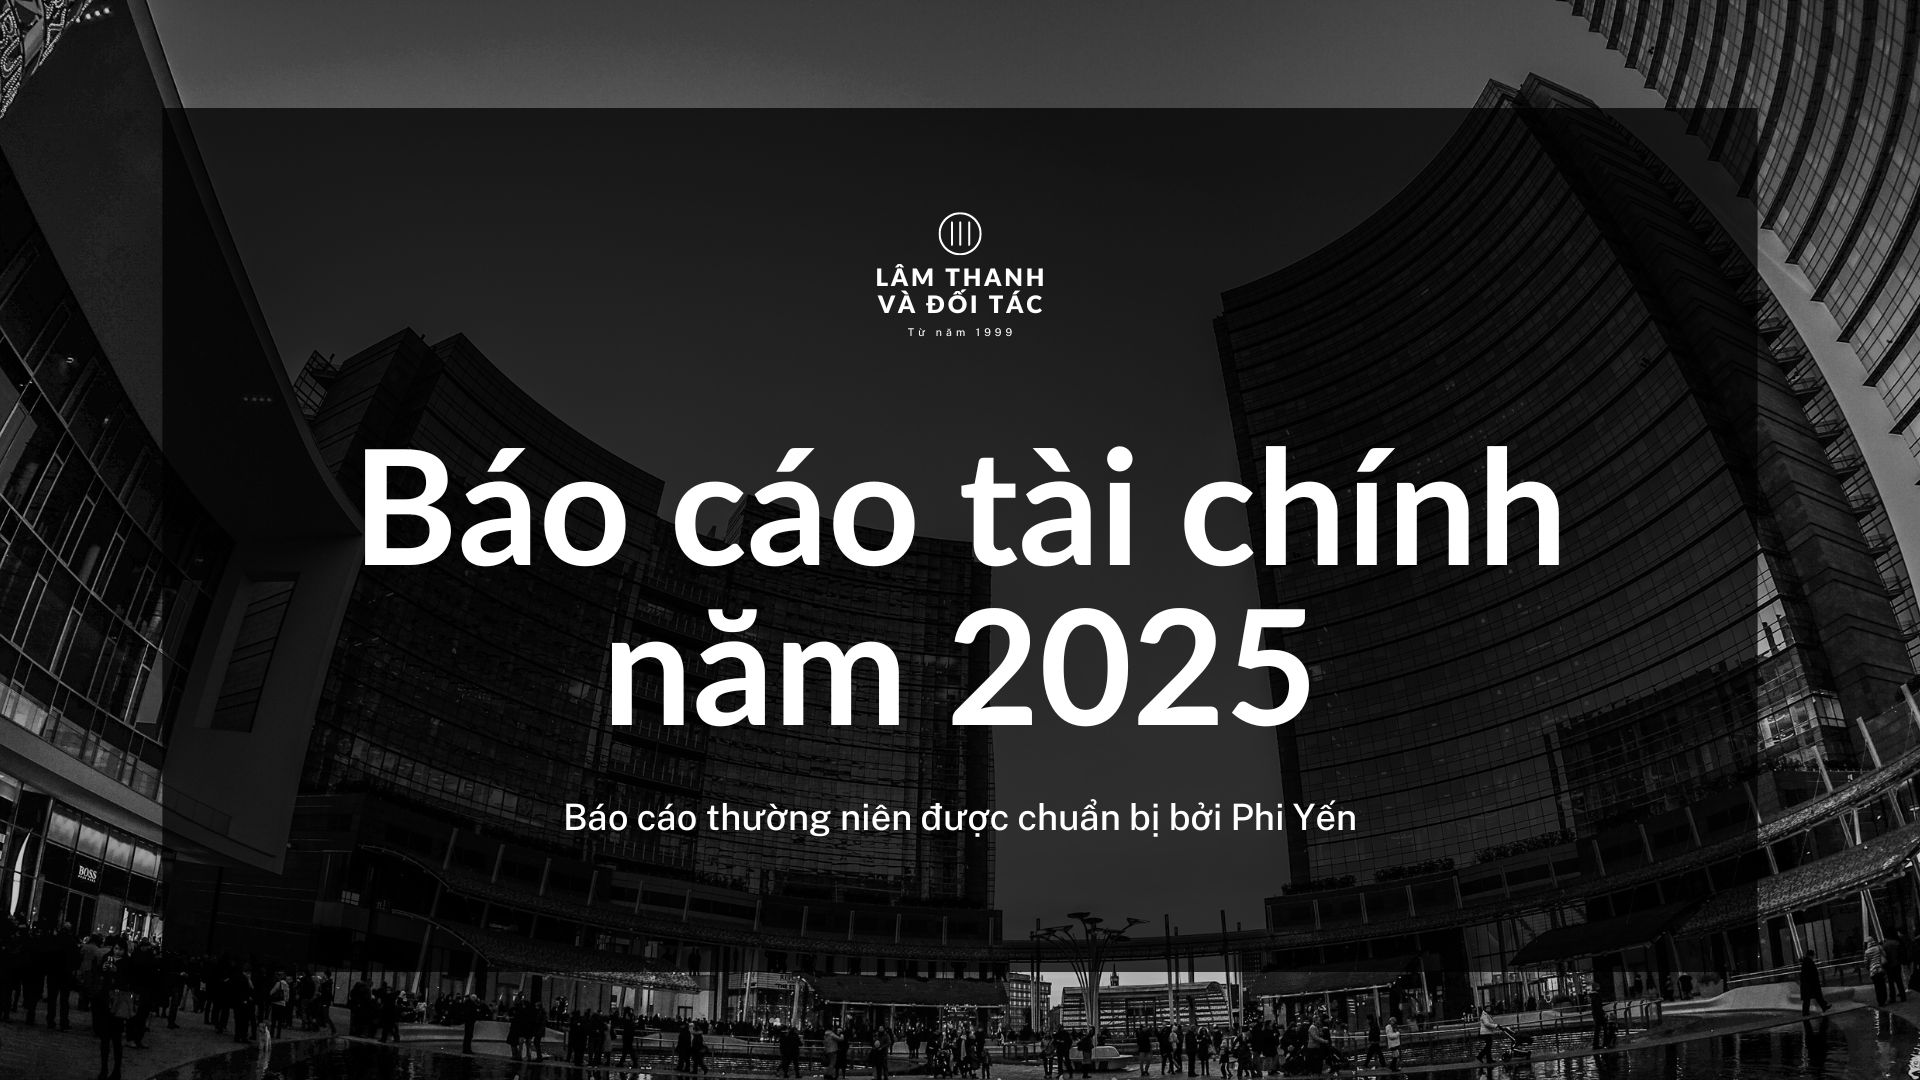 LÂM THANH
VÀ ĐỐI TÁC
Từ năm 1999
Báo cáo tài chính
năm 2025
Báo cáo thường niên được chuẩn bị bởi Phi Yến
BOSS